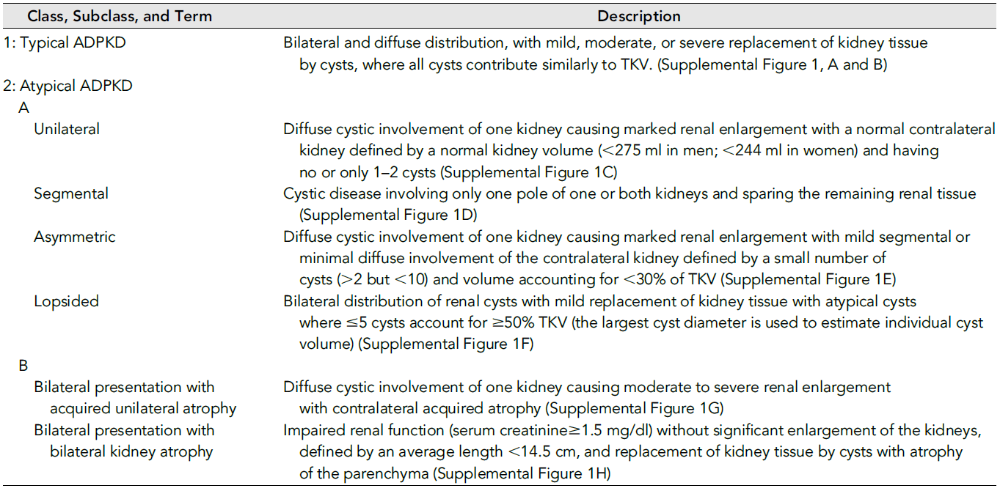 Class, Subclass, and Term Description
1: Typical ADPKD Bilateral and diffuse distribution, with mild, moderate, or severe replacement of kidney tissue
by cysts, where all cysts contribute similarly to TKV. (Supplemental Figure 1, A and B)
2: Atypical ADPKD
A
Unilateral Diffuse cystic involvement of one kidney causing marked renal enlargement with a normal contralateral
kidney defined by a normal kidney volume (<275 ml in men; <244 ml in women) and having
no or only 1–2 cysts (Supplemental Figure 1C)
Segmental Cystic disease involving only one pole of one or both kidneys and sparing the remaining renal tissue
(Supplemental Figure 1D)
Asymmetric Diffuse cystic involvement of one kidney causing marked renal enlargement with mild segmental or
minimal diffuse involvement of the contralateral kidney defined by a small number of
cysts (>2 but <10) and volume accounting for <30% of TKV (Supplemental Figure 1E)
Lopsided Bilateral distribution of renal cysts with mild replacement of kidney tissue with atypical cysts
where ≤5 cysts account for ≥50% TKV (the largest cyst diameter is used to estimate individual cyst
volume) (Supplemental Figure 1F)
B
Bilateral presentation with Diffuse cystic involvement of one kidney causing moderate to severe renal enlargement
acquired unilateral atrophy with contralateral acquired atrophy (Supplemental Figure 1G)
Bilateral presentation with Impaired renal function (serum creatinine≥1.5 mg/dl) without significant enlargement of the kidneys,
bilateral kidney atrophy defined by an average length <14.5 cm, and replacement of kidney tissue by cysts with atrophy
of the parenchyma (Supplemental Figure 1H)